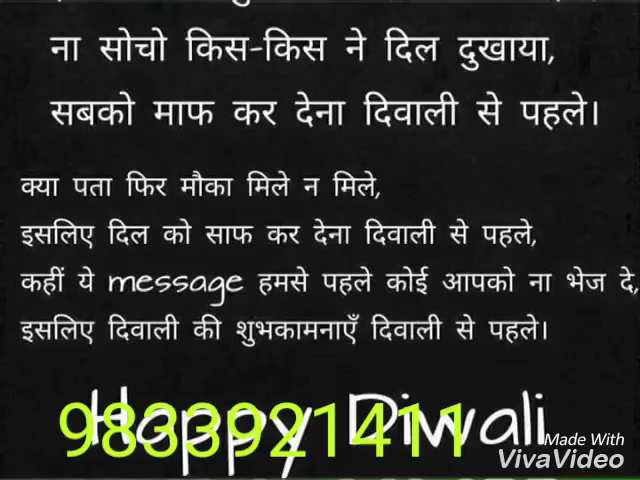 ना सोचो किस-किस ने दिल दुखाया,
सबको माफ कर देना दिवाली से पहले।
क्या पता फिर मौका मिले न मिले,
इसलिए दिल को साफ कर देना दिवाली से पहले,
कहीं ये message हमसे पहले कोई आपको ना भेज दे,
इसलिए दिवाली की शुभकामनाएँ दिवाली से पहले।
Happy Diwali
9833921411
Made With
VivaVideo